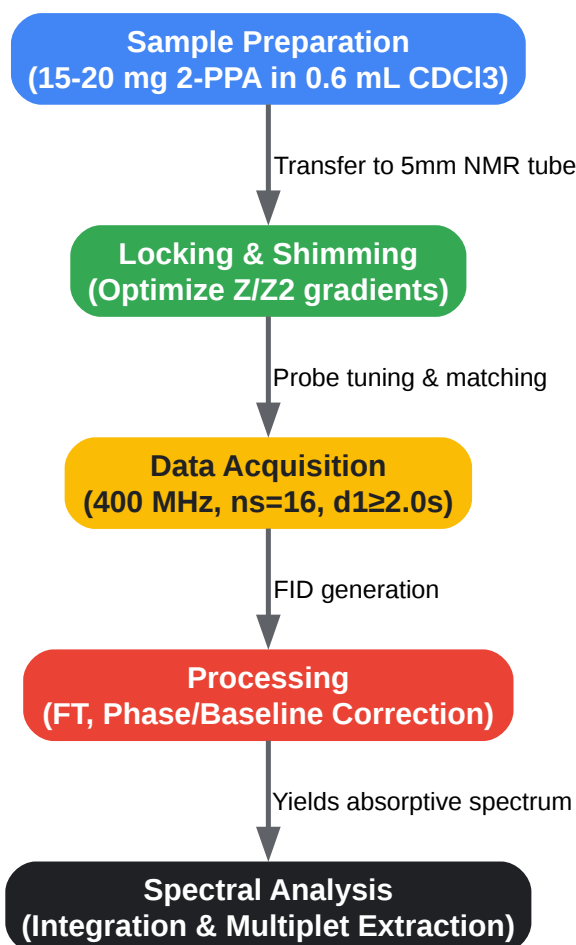 Sample Preparation
(15-20 mg 2-PPA in 0.6 mL CDCl3)
Transfer to 5mm NMR tube
Locking & Shimming
(Optimize Z/Z2 gradients)
Probe tuning & matching
Data Acquisition
(400 MHz, ns=16, d1≥2.0s)
FID generation
Processing
(FT, Phase/Baseline Correction)
Yields absorptive spectrum
Spectral Analysis
(Integration & Multiplet Extraction)